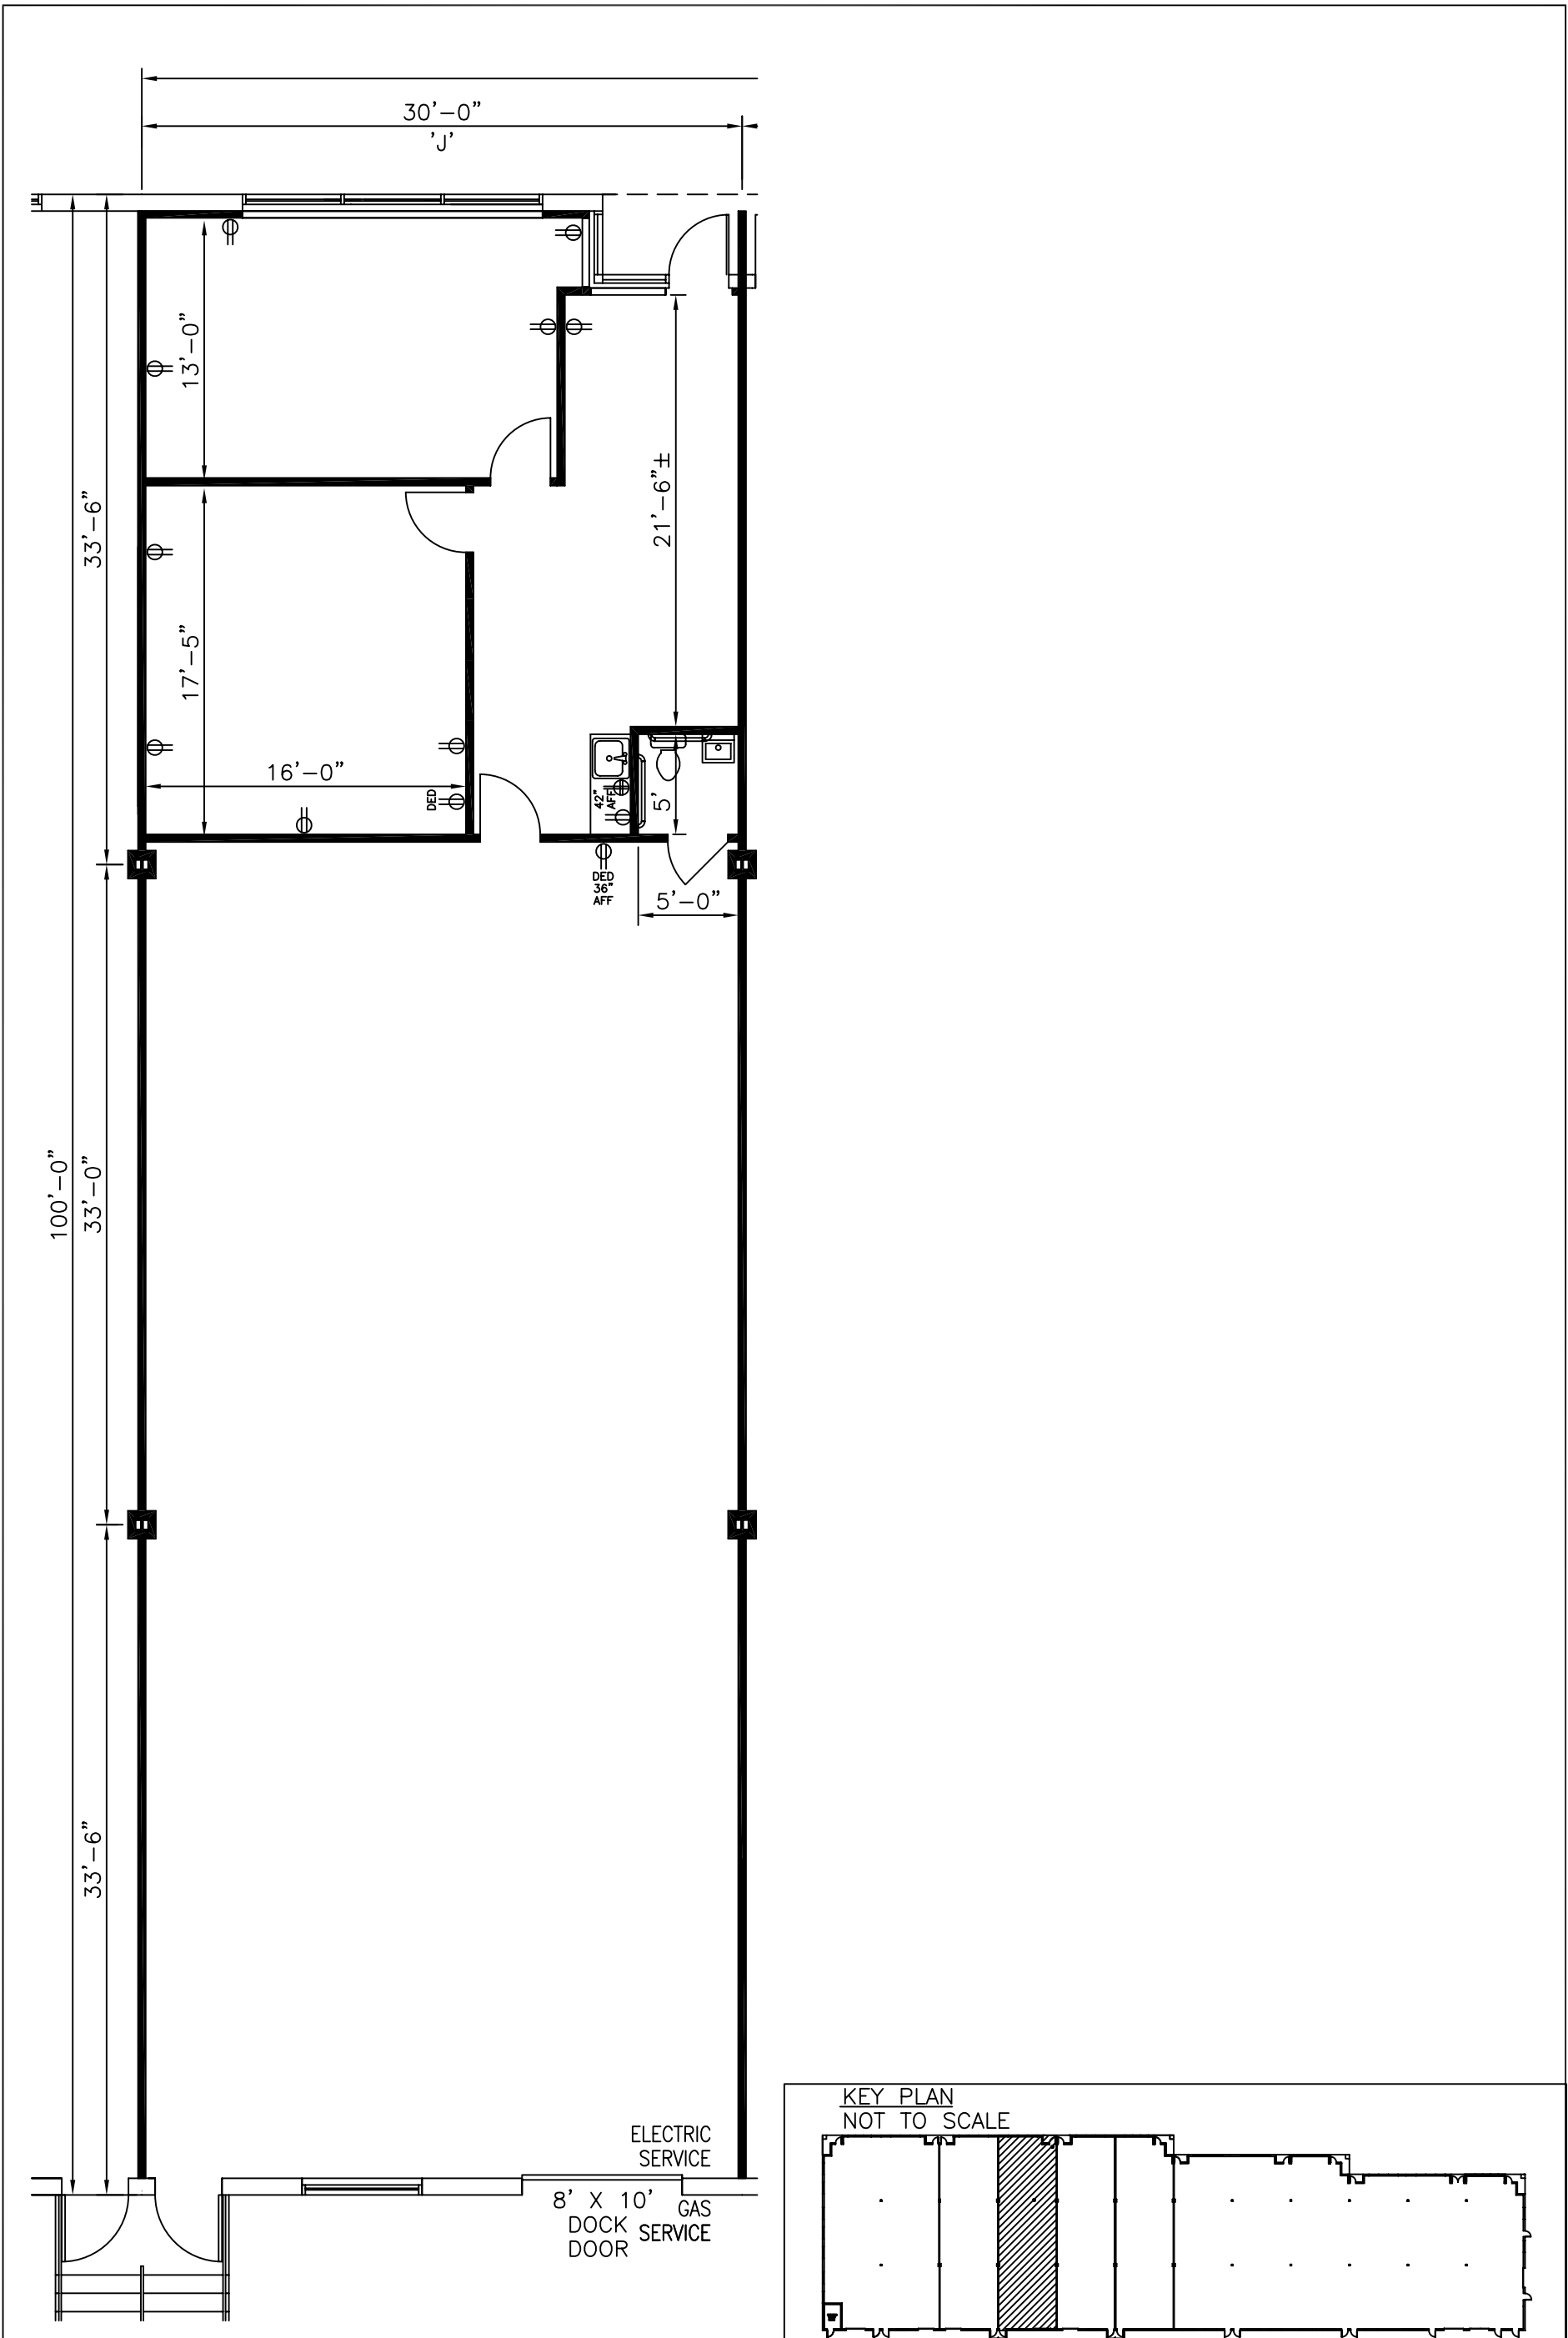 30'-0"
'J'
13'-0"
33'-6"
21'-6"±
17'-5"
16'-0"
DED
42"
AFF
5'
DED
36"
AFF
5'-0"
100'-0"
33'-0"
33'-6"
ELECTRIC
SERVICE
8' X 10'
DOCK
DOOR
GAS
SERVICE
KEY PLAN
NOT TO SCALE